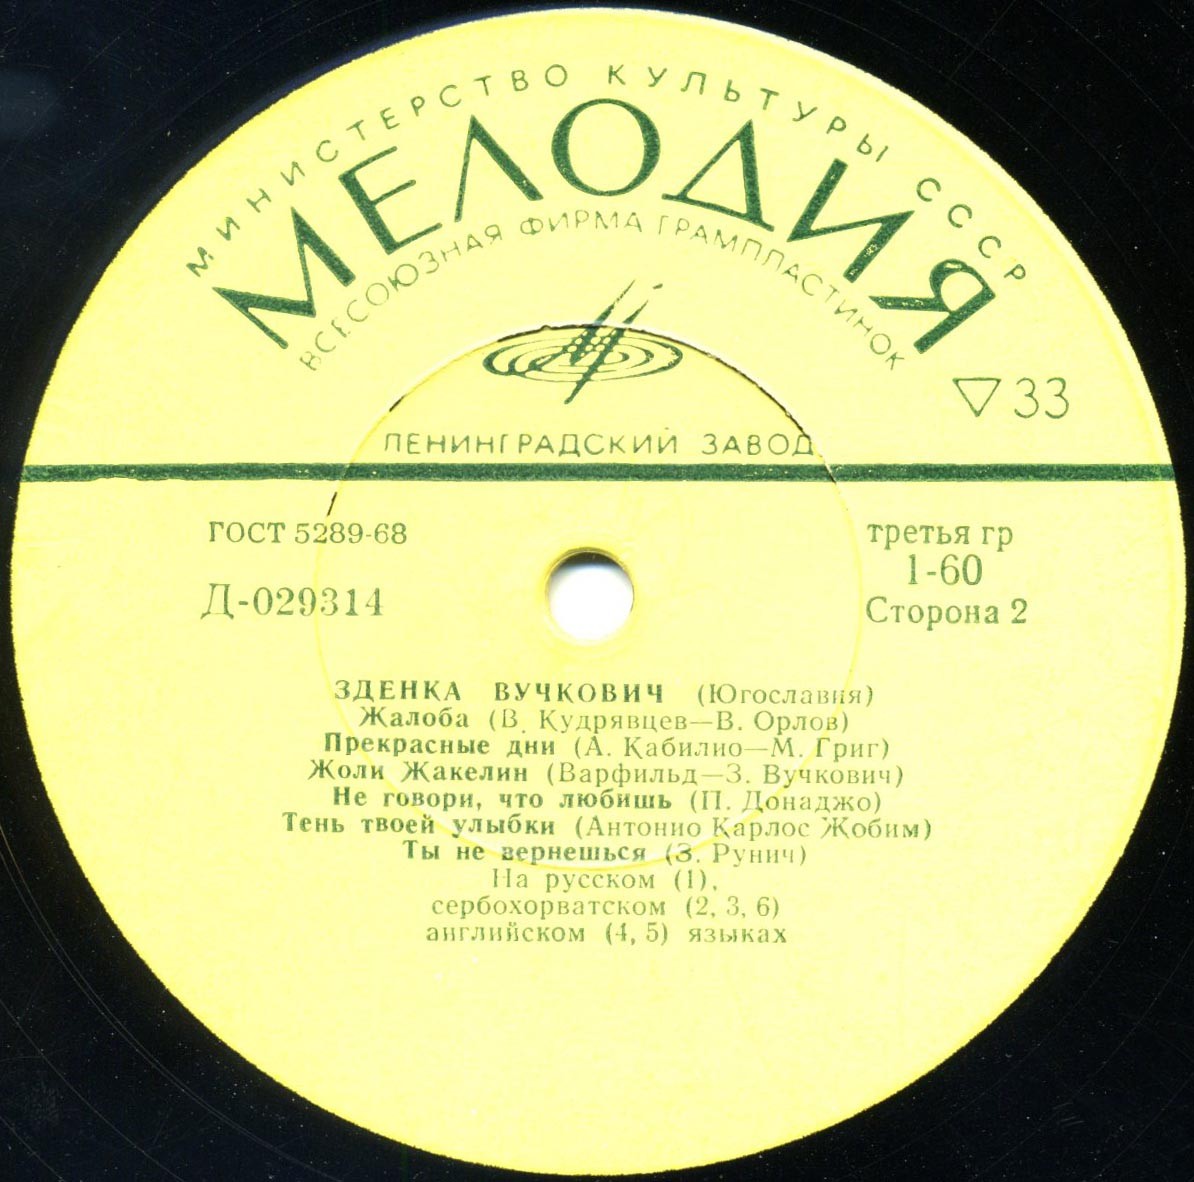 МИНИСТЕРСТВО КУЛЬТУРЫ СССР
МЕЛОДИЯ
ВСЕСОЮЗНАЯ ФИРМА ГРАМПЛАСТИНОК
▽33
ЛЕНИНГРАДСКИЙ ЗАВОД
ГОСТ 5289-68
третья гр
1-60
Д-029314
Сторона 2
ЗДЕНКА ВУЧКОВИЧ (Югославия)
Жалоба (В. Кудрявцев—В. Орлов)
Прекрасные дни (А. Кабилио—М. Григ)
Жоли Жакелин (Варфильд—З. Вучкович)
Не говори, что любишь (П. Донаджо)
Тень твоей улыбки (Антонио Карлос Жобим)
Ты не вернешься (З. Рунич)
На русском (1),
сербохорватском (2, 3, 6)
английском (4, 5) языках